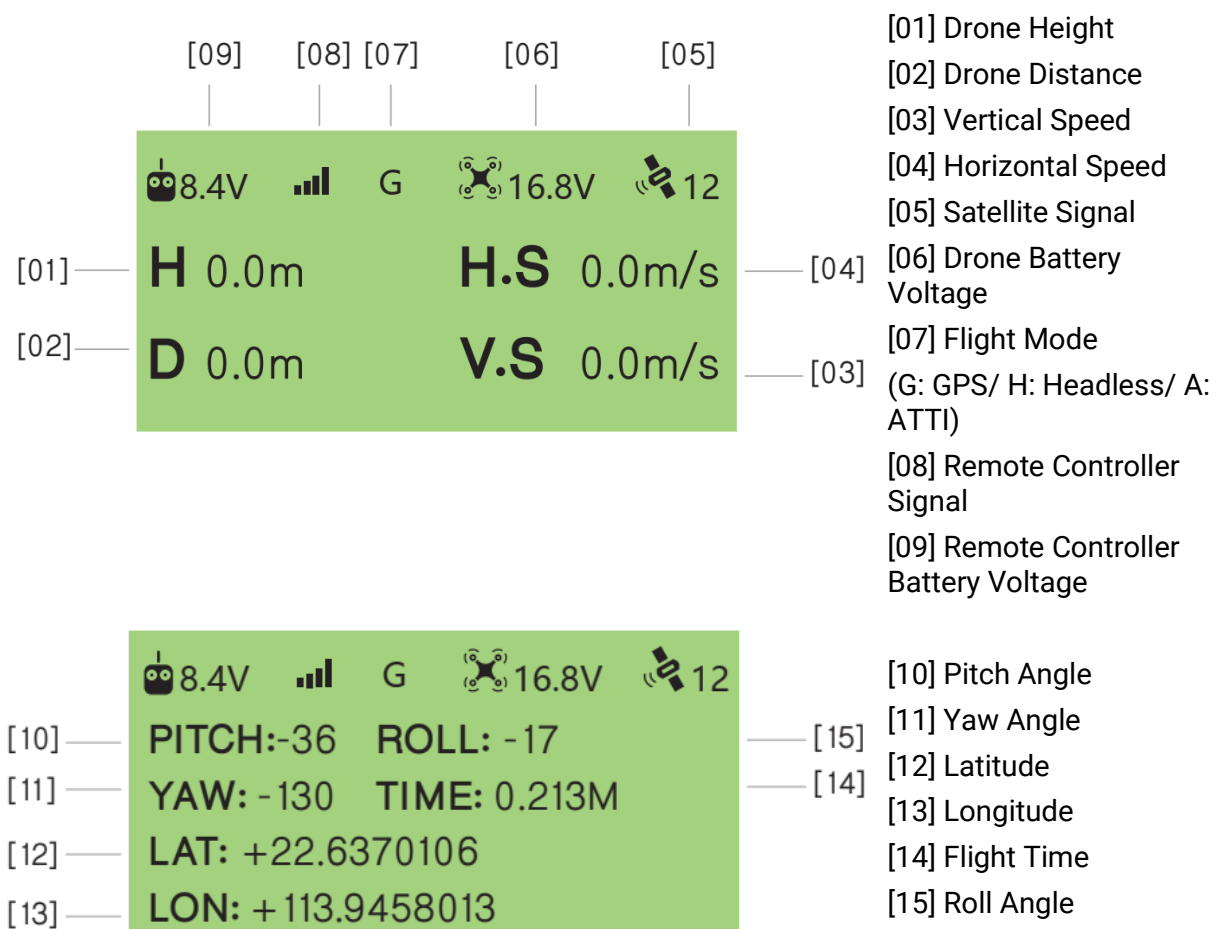 [09] [08] [07] [06] [05]
8.4V G 16.8V 12
[01] H 0.0m H.S 0.0m/s [04]
[02] D 0.0m V.S 0.0m/s [03]
[01] Drone Height
[02] Drone Distance
[03] Vertical Speed
[04] Horizontal Speed
[05] Satellite Signal
[06] Drone Battery
Voltage
[07] Flight Mode
(G: GPS/ H: Headless/ A:
ATTI)
[08] Remote Controller
Signal
[09] Remote Controller
Battery Voltage
8.4V G 16.8V 12
[10] PITCH:-36 ROLL: -17 [15]
[11] YAW: -130 TIME: 0.213M [14]
[12] LAT: +22.6370106
[13] LON: +113.9458013
[10] Pitch Angle
[11] Yaw Angle
[12] Latitude
[13] Longitude
[14] Flight Time
[15] Roll Angle